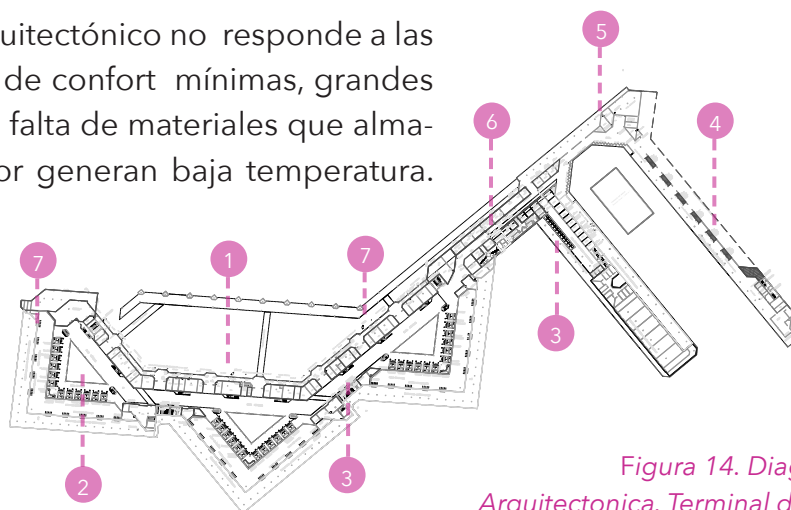 uitectónico no responde a las
de confort mínimas, grandes
falta de materiales que alma-
or generan baja temperatura.
5
6
4
7
1
7
3
2
3
Figura 14. Diag
Arquitectonica. Terminal d